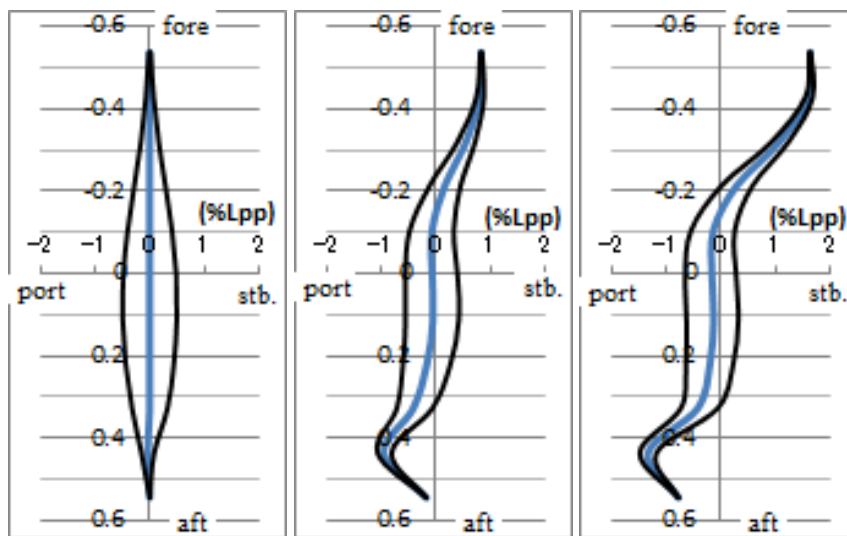 -0.6 fore
-0.4
-0.2
(%Lpp)
-2 -1 0 1 2
0
port stb.
0.2
0.4
0.6 aft
-0.6 fore
-0.4
-0.2
(%Lpp)
-2 -1 0 1 2
0
port stb.
0.2
0.4
0.6 aft
-0.6 fore
-0.4
-0.2
(%Lpp)
-2 -1 0 1 2
0
port stb.
0.2
0.4
0.6 aft